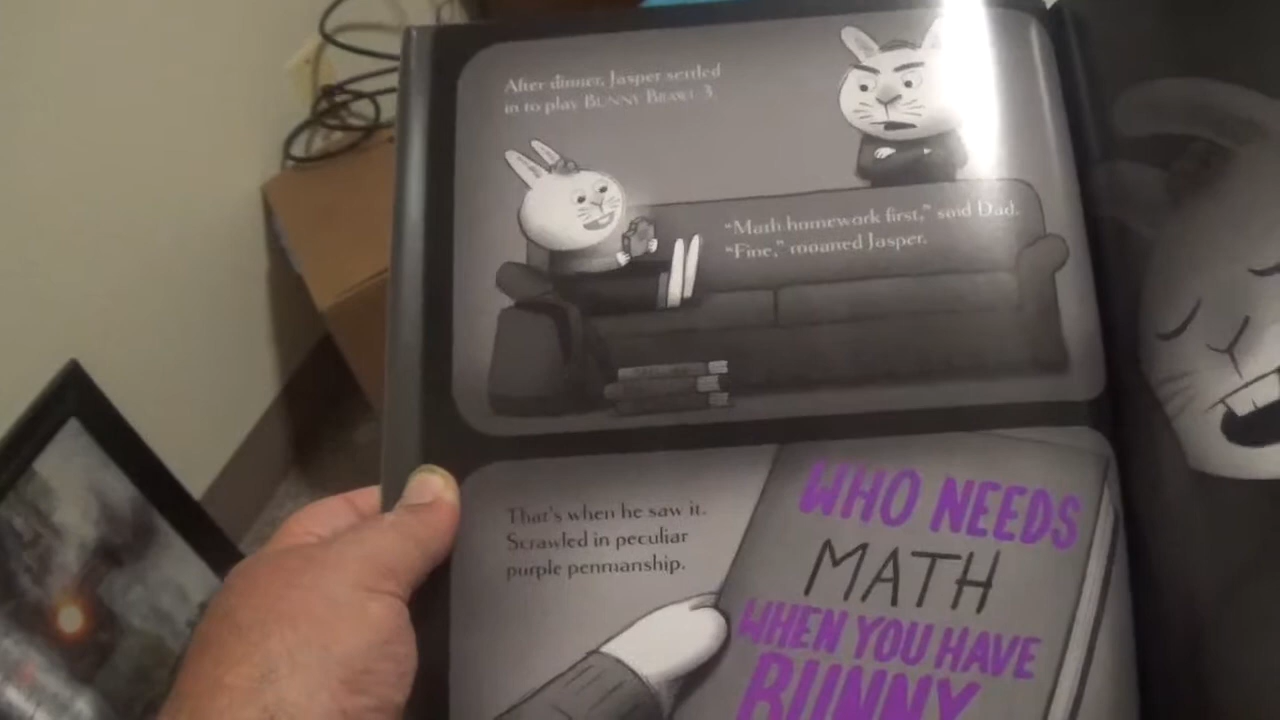 After dinner, Jasper settled
in to play BUNNY BRAWL 3.
"Math homework first," said Dad.
"Fine," moaned Jasper.
That's when he saw it.
Scrawled in peculiar
purple penmanship.
WHO NEEDS
MATH
WHEN YOU HAVE
BUNNY